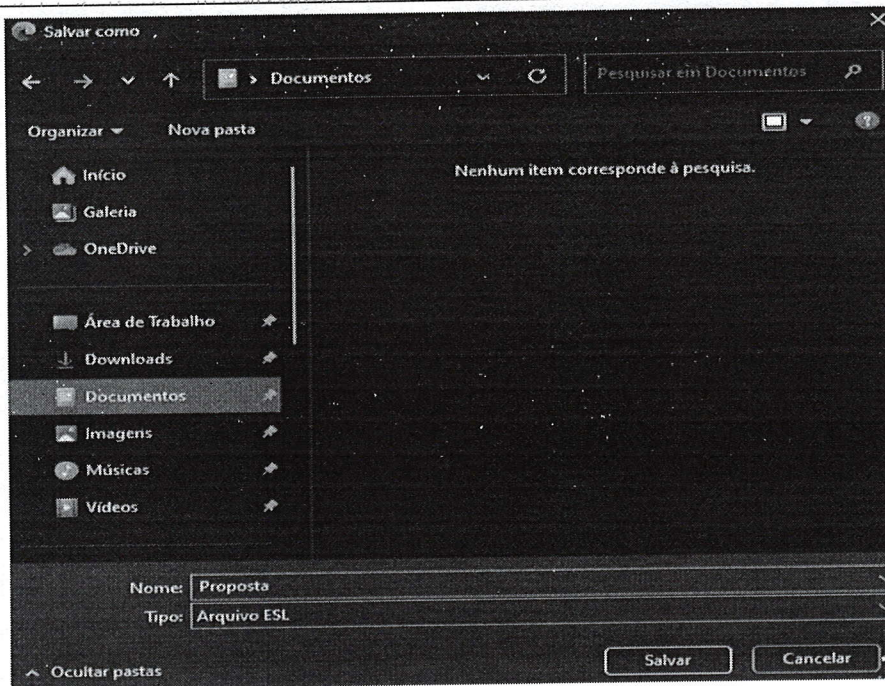 Salvar como
Documentos
Pesquisar em Documentos
Organizar
Nova pasta
Início
Nenhum item corresponde à pesquisa.
Galeria
OneDrive
Área de Trabalho
Downloads
Documentos
Imagens
Músicas
Vídeos
Nome: Proposta
Tipo: Arquivo ESL
Ocultar pastas
Salvar
Cancelar